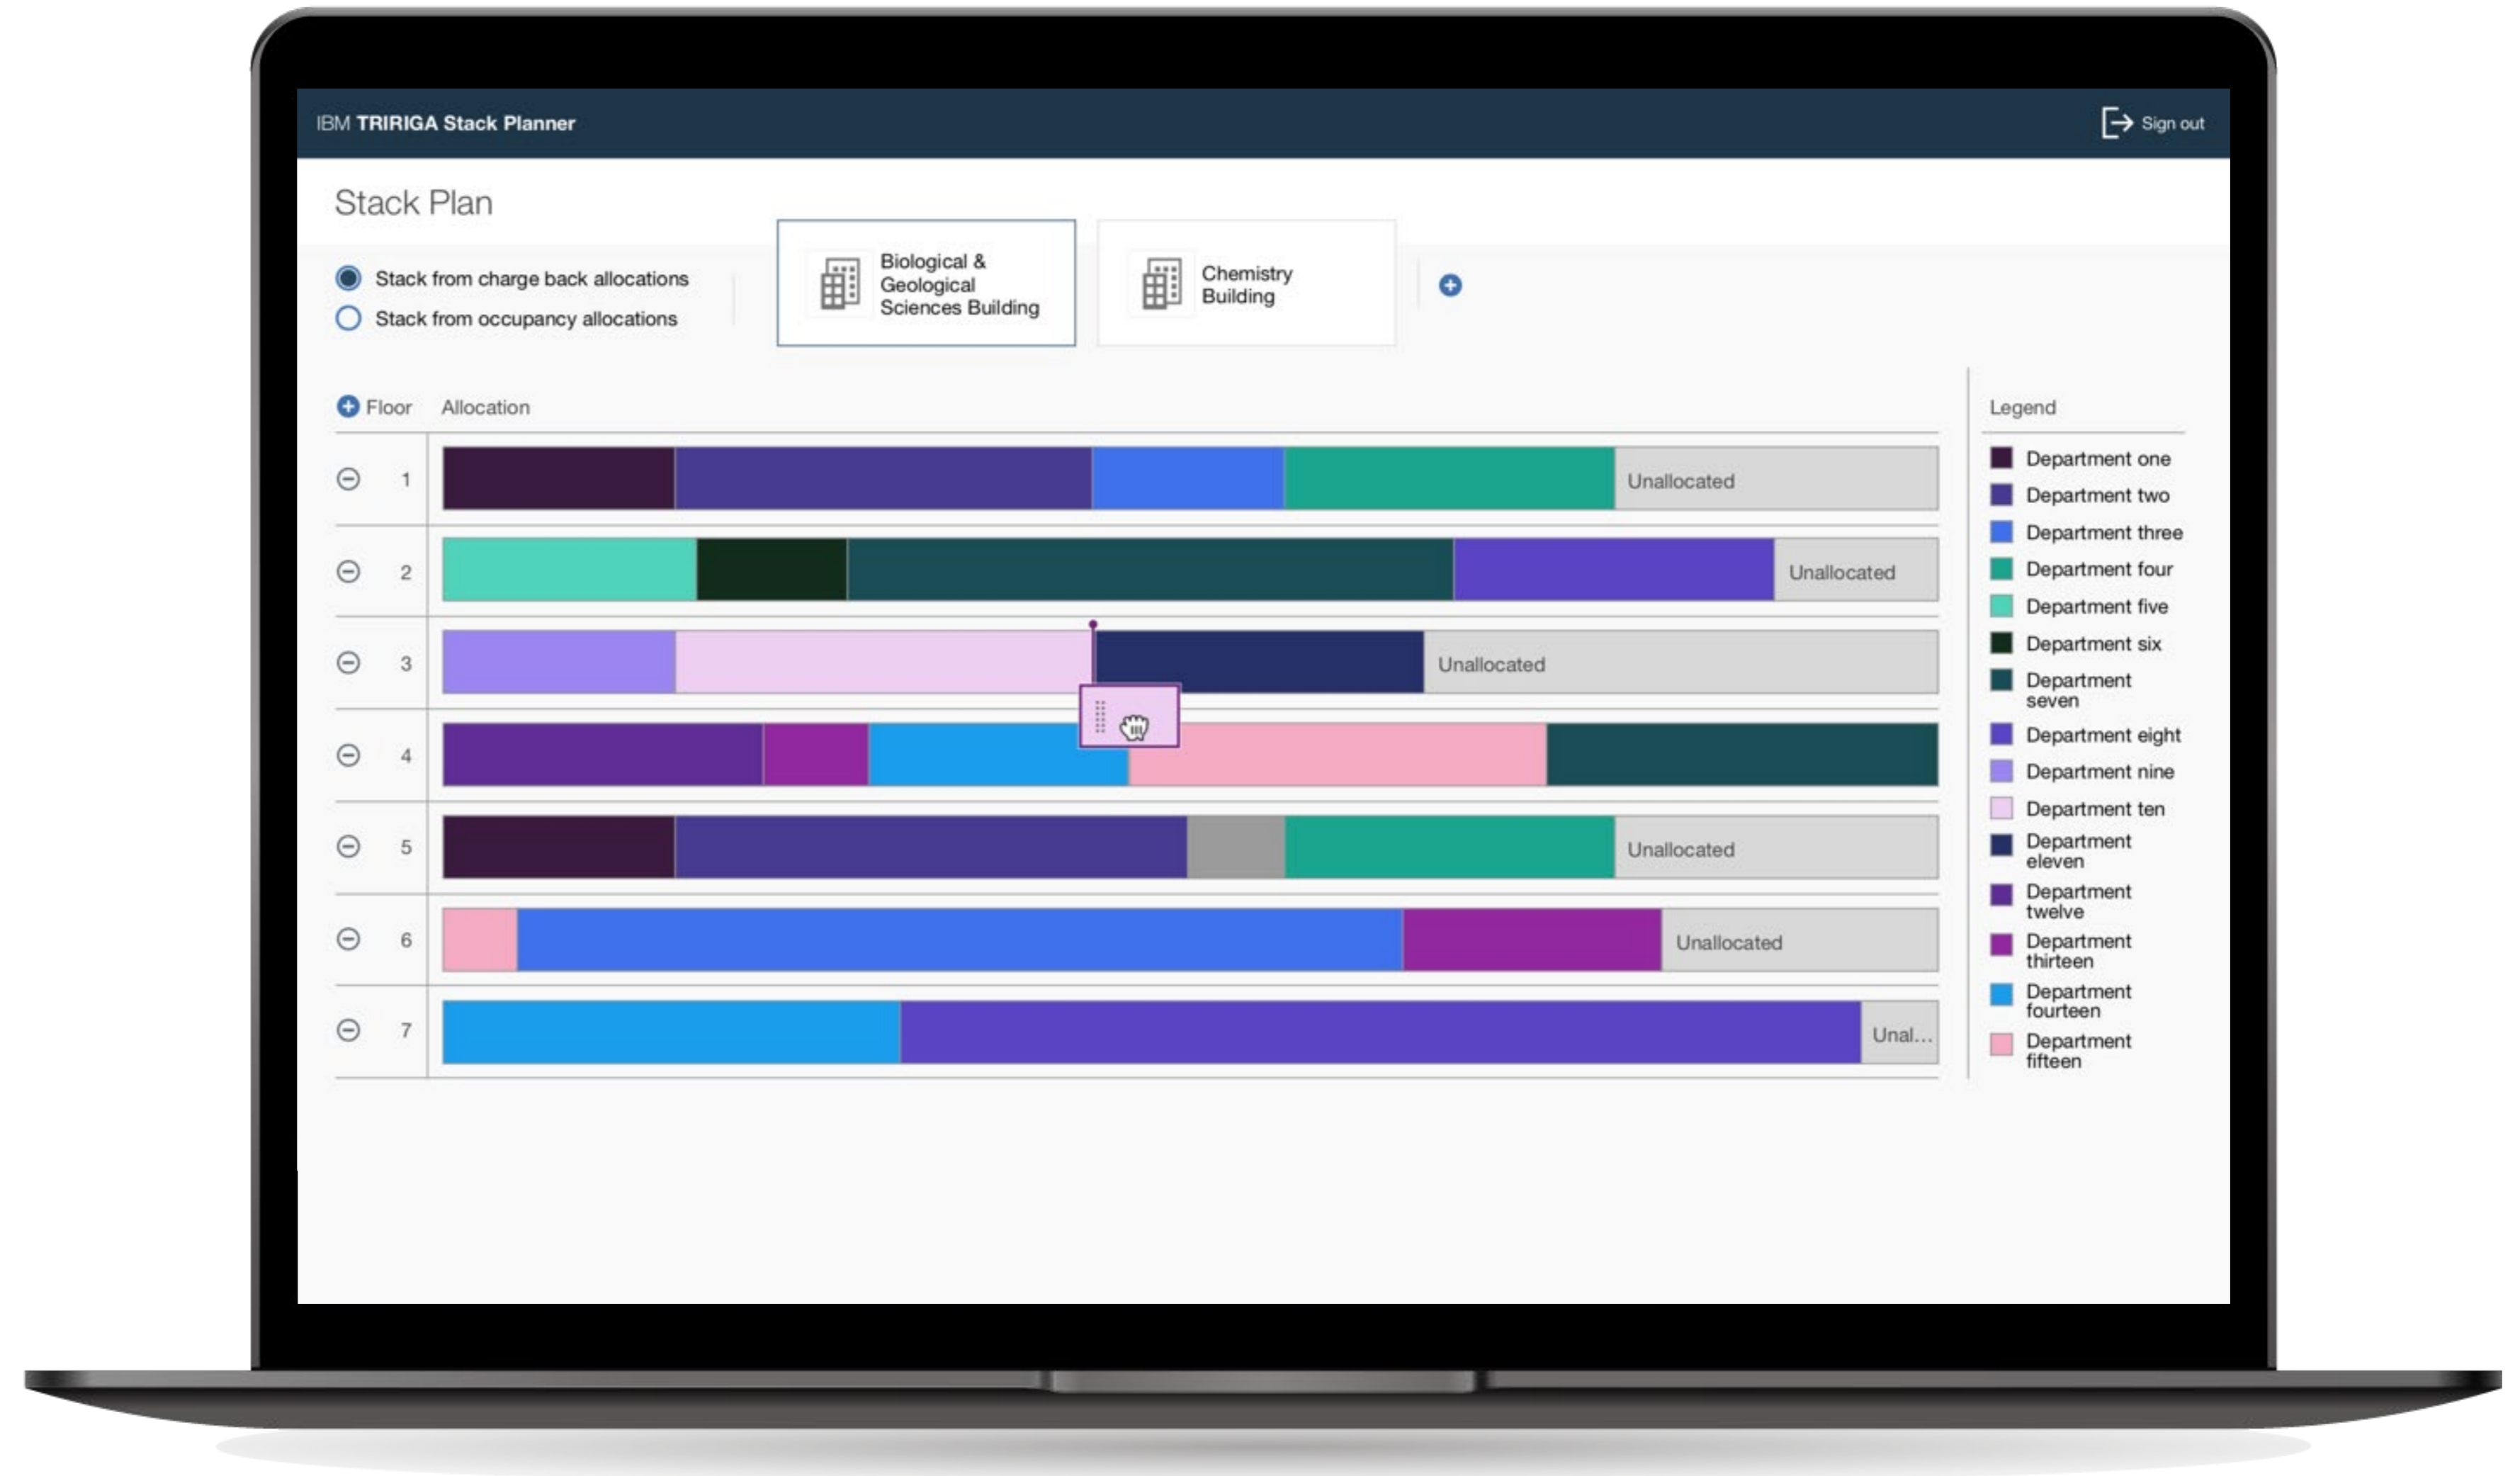 IBM TRIRIGA Stack Planner
Sign out
Stack Plan
Stack from charge back allocations
Stack from occupancy allocations
Biological &
Geological
Sciences Building
Chemistry
Building
Floor
Allocation
1
Unallocated
2
Unallocated
3
Unallocated
4
5
Unallocated
6
Unallocated
7
Unal...
Legend
Department one
Department two
Department three
Department four
Department five
Department six
Department
seven
Department eight
Department nine
Department ten
Department
eleven
Department
twelve
Department
thirteen
Department
fourteen
Department
fifteen